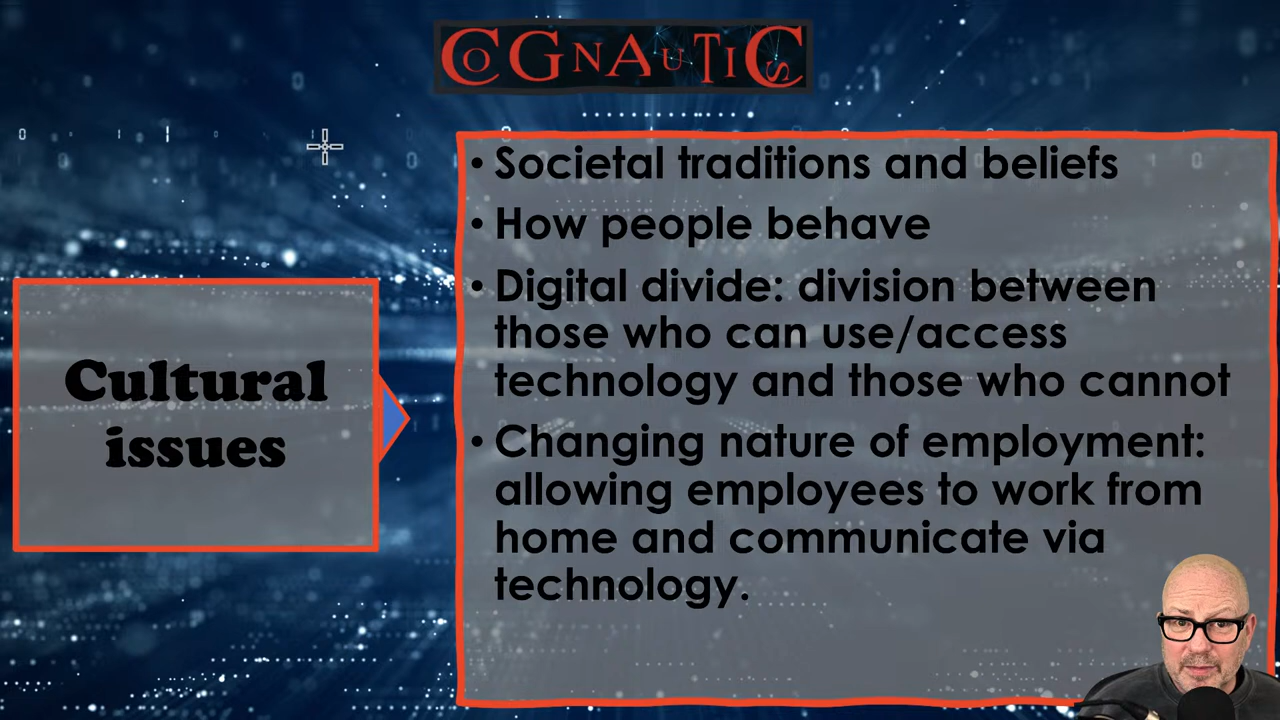 COGNAUTICS
Cultural
issues
• Societal traditions and beliefs
• How people behave
• Digital divide: division between
those who can use/access
technology and those who cannot
• Changing nature of employment:
allowing employees to work from
home and communicate via
technology.